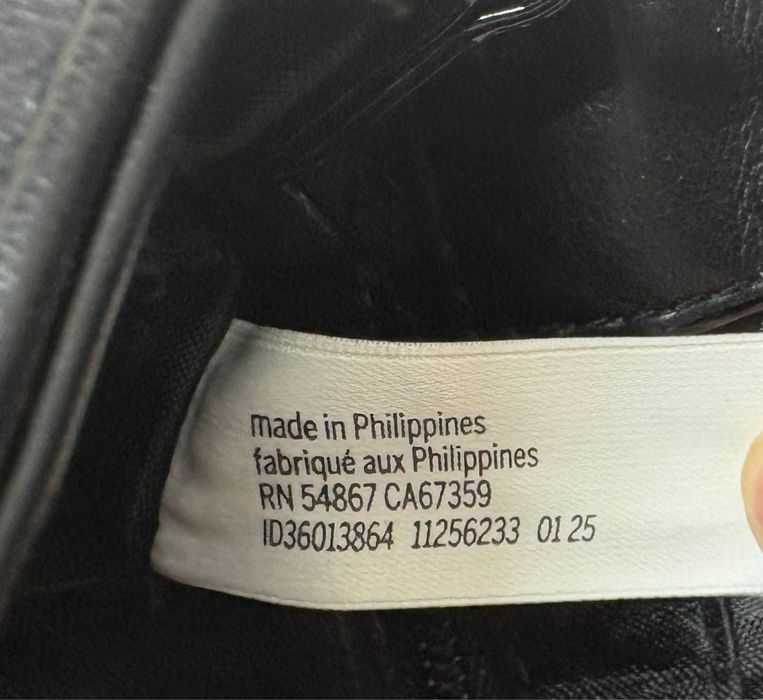 made in Philippines
fabriqué aux Philippines
RN 54867 CA67359
ID36013864 11256233 01 25